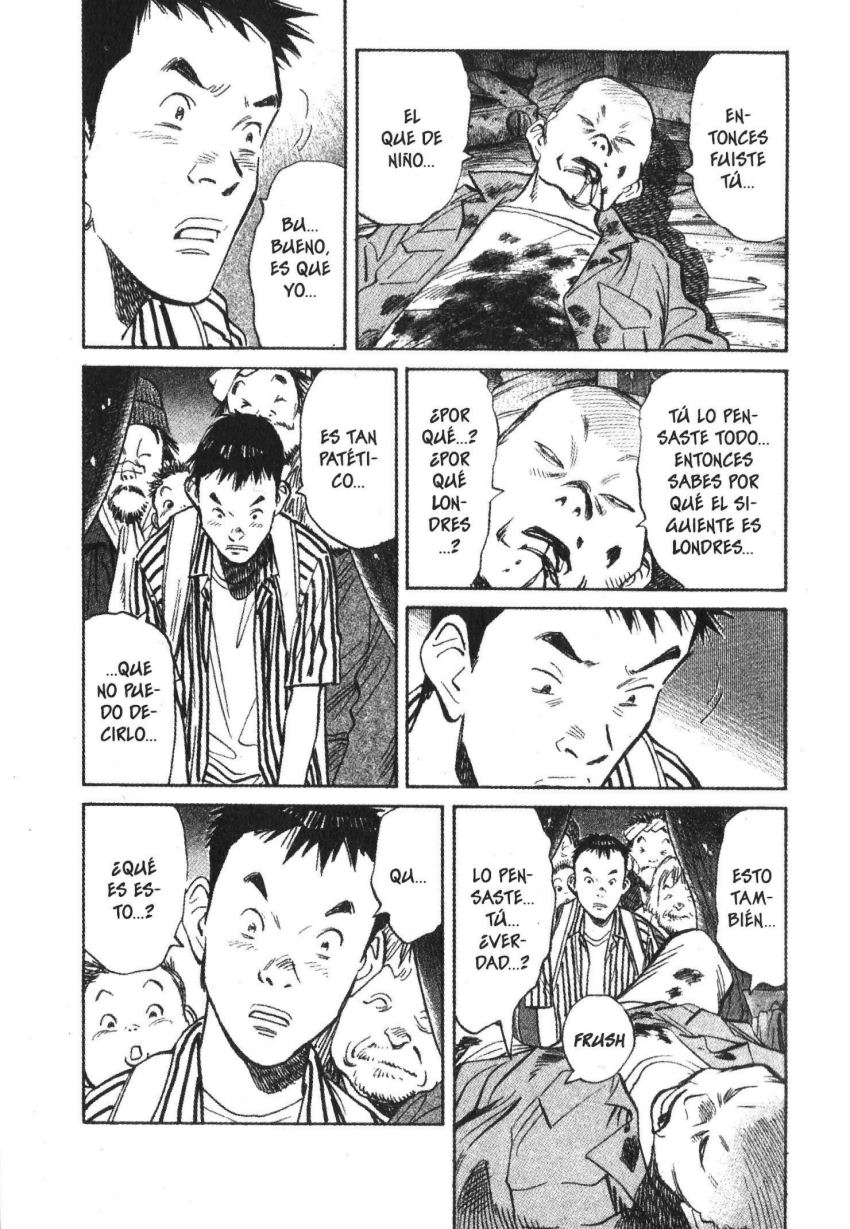 EN-
TONCES
FUISTE
TÚ...
EL
QUE DE
NIÑO...
BU...
BUENO,
ES QUE
YO...
TÚ LO PEN-
SASTE TODO...
ENTONCES
SABES POR
QUÉ EL SI-
GUIENTE ES
LONDRES...
¿POR
QUÉ...?
¿POR
QUÉ
LON-
DRES
...?
ES TAN
PATÉTI-
CO...
...QUE
NO PUE-
DO DE-
CIRLO...
ESTO
TAM-
BIÉN...
LO PEN-
SASTE...
TÚ...
¿VER-
DAD...?
FRUSH
QU...
¿QUÉ
ES ES-
TO...?